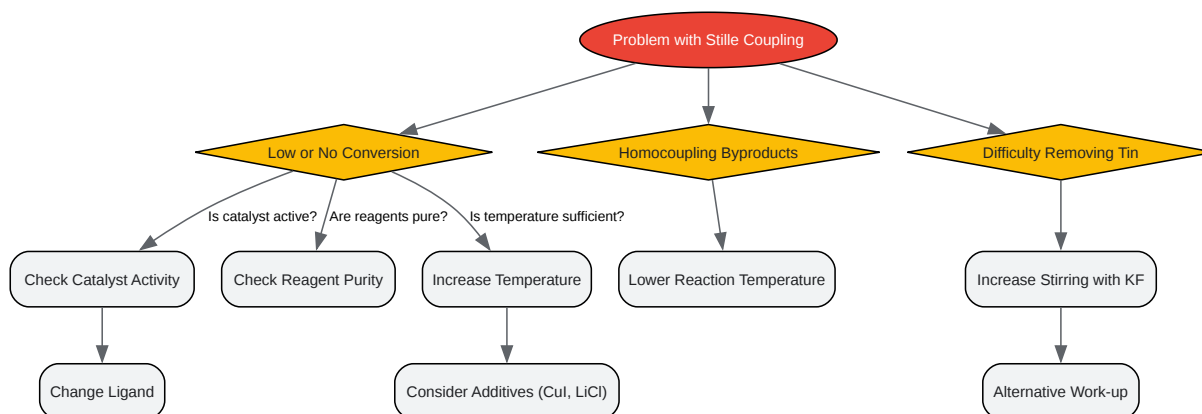 Problem with Stille Coupling
Low or No Conversion
Homocoupling Byproducts
Difficulty Removing Tin
Is catalyst active?
Are reagents pure?
Is temperature sufficient?
Check Catalyst Activity
Check Reagent Purity
Increase Temperature
Lower Reaction Temperature
Increase Stirring with KF
Change Ligand
Consider Additives (CuI, LiCl)
Alternative Work-up